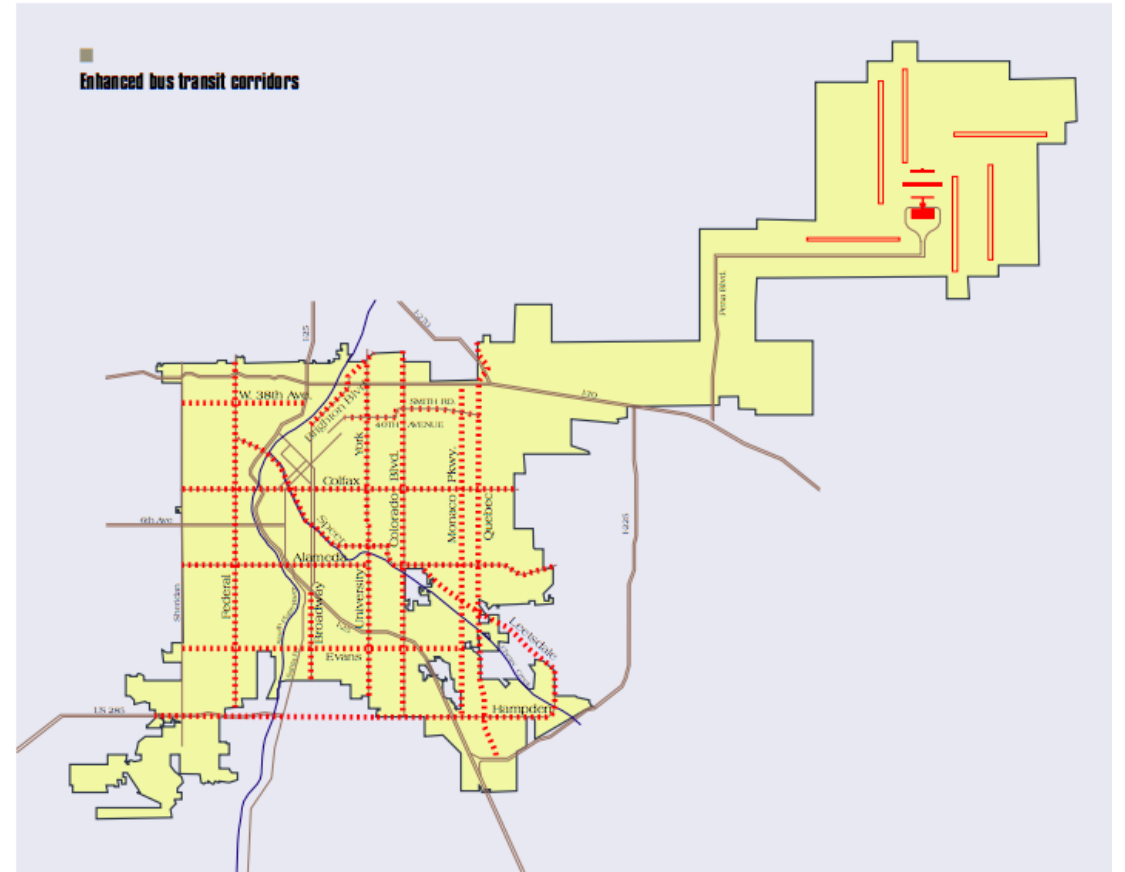 Enhanced bus transit corridors
Pena Blvd.
I-25
I-270
I-70
W. 38th Ave.
Brighton Blvd.
SMITH RD.
40TH AVENUE
York
Colfax
Colorado Blvd.
Monaco Pkwy.
Quebec
6th Ave
Speer
I-225
Alameda
Sheridan
Federal
Broadway
University
I-25
Leetsdale
Evans
Hampden
US 285